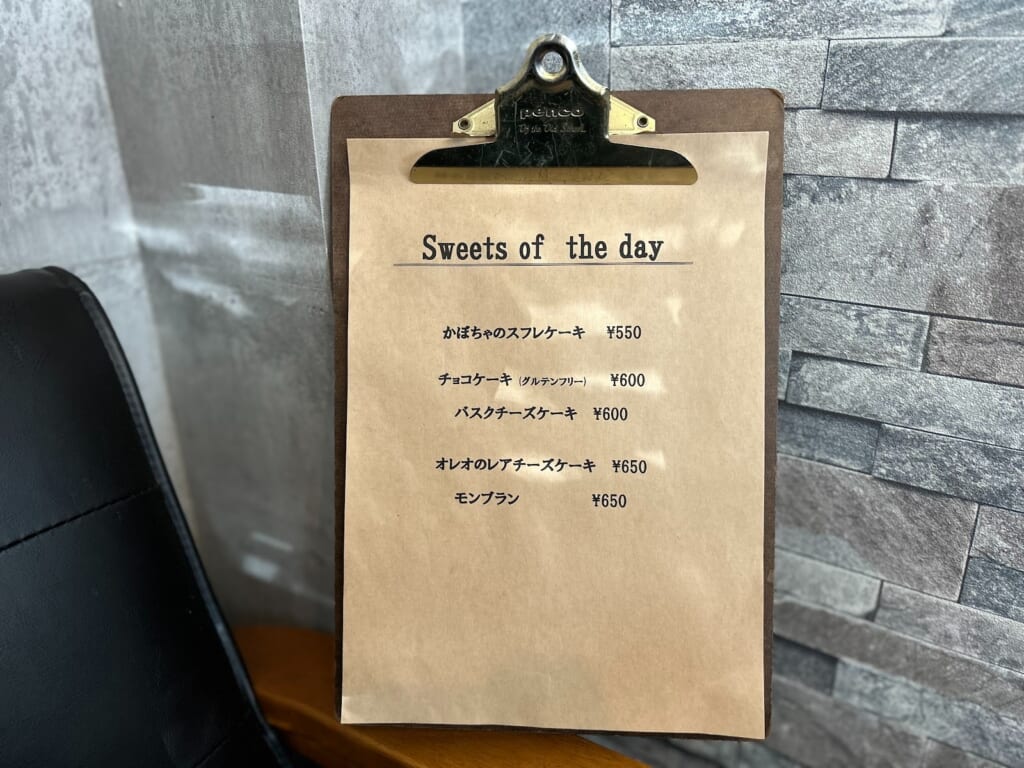 penco
Sweets of the day
かぼちゃのスフレケーキ ¥550
チョコケーキ (グルテンフリー) ¥600
バスクチーズケーキ ¥600
オレオのレアチーズケーキ ¥650
モンブラン ¥650